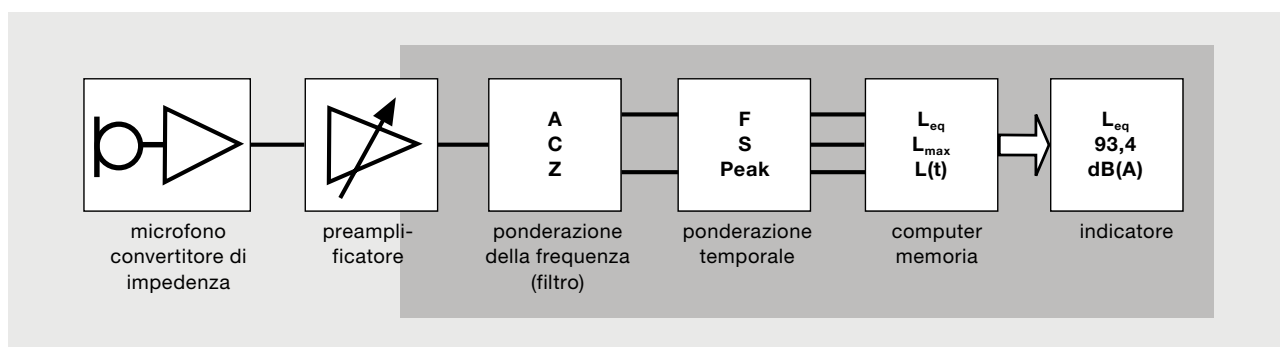 A
C
Z
F
S
Peak
Leq
Lmax
L(t)
Leq
93,4
dB(A)
microfono
convertitore di
impedenza
preampli-
ficatore
ponderazione
della frequenza
(filtro)
ponderazione
temporale
computer
memoria
indicatore